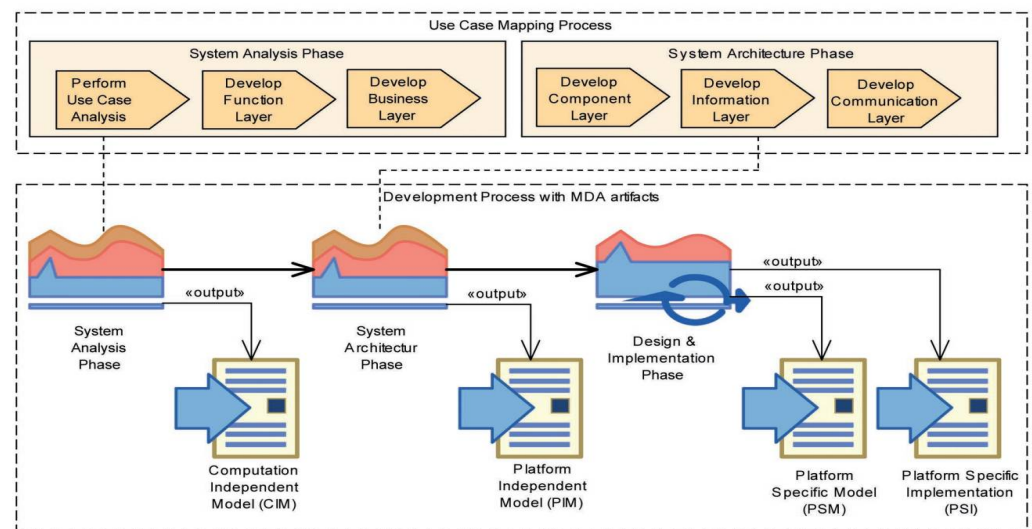 Use Case Mapping Process
System Analysis Phase
Perform
Use Case
Analysis
Develop
Function
Layer
Develop
Business
Layer
System Architecture Phase
Develop
Component
Layer
Develop
Information
Layer
Develop
Communication
Layer
Development Process with MDA artifacts
«output»
«output»
«output»
«output»
System
Analysis
Phase
System
Architectur
Phase
Design &
Implementation
Phase
Computation
Independent
Model (CIM)
Platform
Independent
Model (PIM)
Platform
Specific Model
(PSM)
Platform Specific
Implementation
(PSI)